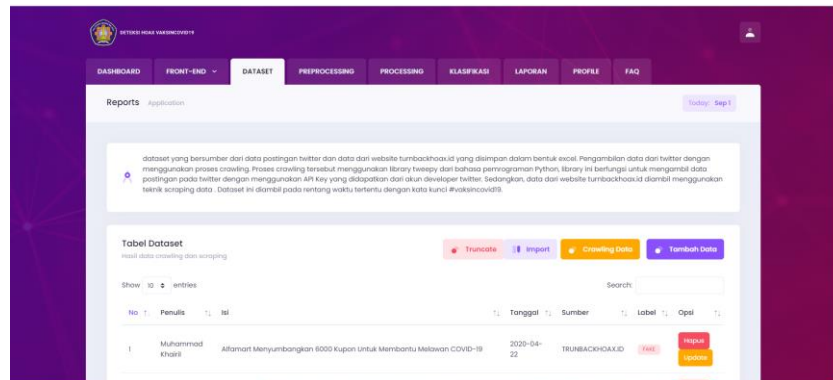 DETEKSI HOAX VAKSINCOVID19
DASHBOARD FRONT-END DATASET PREPROCESSING PROCESSING KLASIFIKASI LAPORAN PROFILE FAQ
Reports Application Today: Sep 1
dataset yang bersumber dari data postingan twitter dan data dari website turnbackhoax.id yang disimpan dalam bentuk excel. Pengambilan data dari twitter dengan
menggunakan proses crawling. Proses crawling tersebut menggunakan library tweepy dari bahasa pemrograman Python, library ini berfungsi untuk mengambil data
postingan pada twitter dengan menggunakan API Key yang didapatkan dari akun developer twitter. Sedangkan, data dari website turnbackhoax.id diambil menggunakan
teknik scraping data . Dataset ini diambil pada rentang waktu tertentu dengan kata kunci #vaksincovid19.
Tabel Dataset
Hasil data crawling dan scraping
Truncate Import Crawling Data Tambah Data
Show 10 entries Search:
No Penulis Isi Tanggal Sumber Label Opsi
1 Muhammad Khairil Alfamart Menyumbangkan 6000 Kupon Untuk Membantu Melawan COVID-19 2020-04-22 TRUNBACKHOAX.ID Hapus
Update